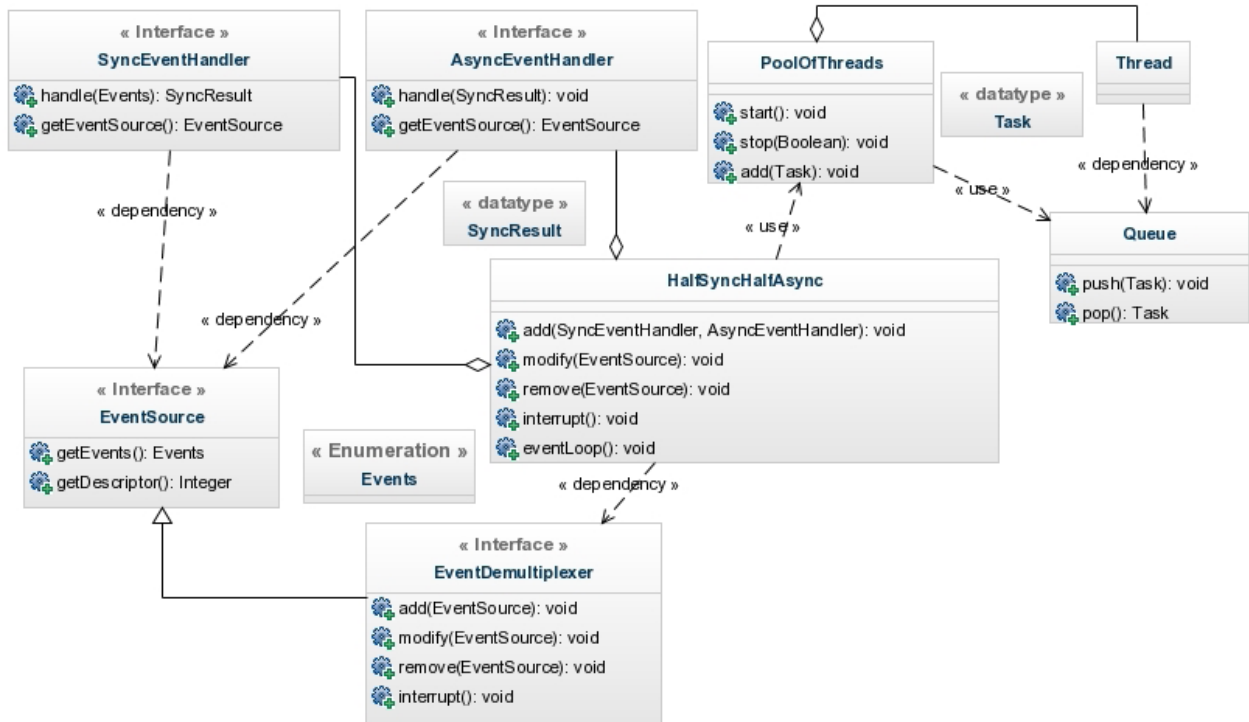 « Interface »
SyncEventHandler
handle(Events): SyncResult
getEventSource(): EventSource
« Interface »
AsyncEventHandler
handle(SyncResult): void
getEventSource(): EventSource
PoolOfThreads
start(): void
stop(Boolean): void
add(Task): void
« datatype »
Task
Thread
« dependency »
« use »
« dependency »
« datatype »
SyncResult
« use »
Queue
push(Task): void
pop(): Task
HalfSyncHalfAsync
add(SyncEventHandler, AsyncEventHandler): void
modify(EventSource): void
remove(EventSource): void
interrupt(): void
eventLoop(): void
« dependency »
« Interface »
EventSource
getEvents(): Events
getDescriptor(): Integer
« Enumeration »
Events
« dependency »
« Interface »
EventDemultiplexer
add(EventSource): void
modify(EventSource): void
remove(EventSource): void
interrupt(): void